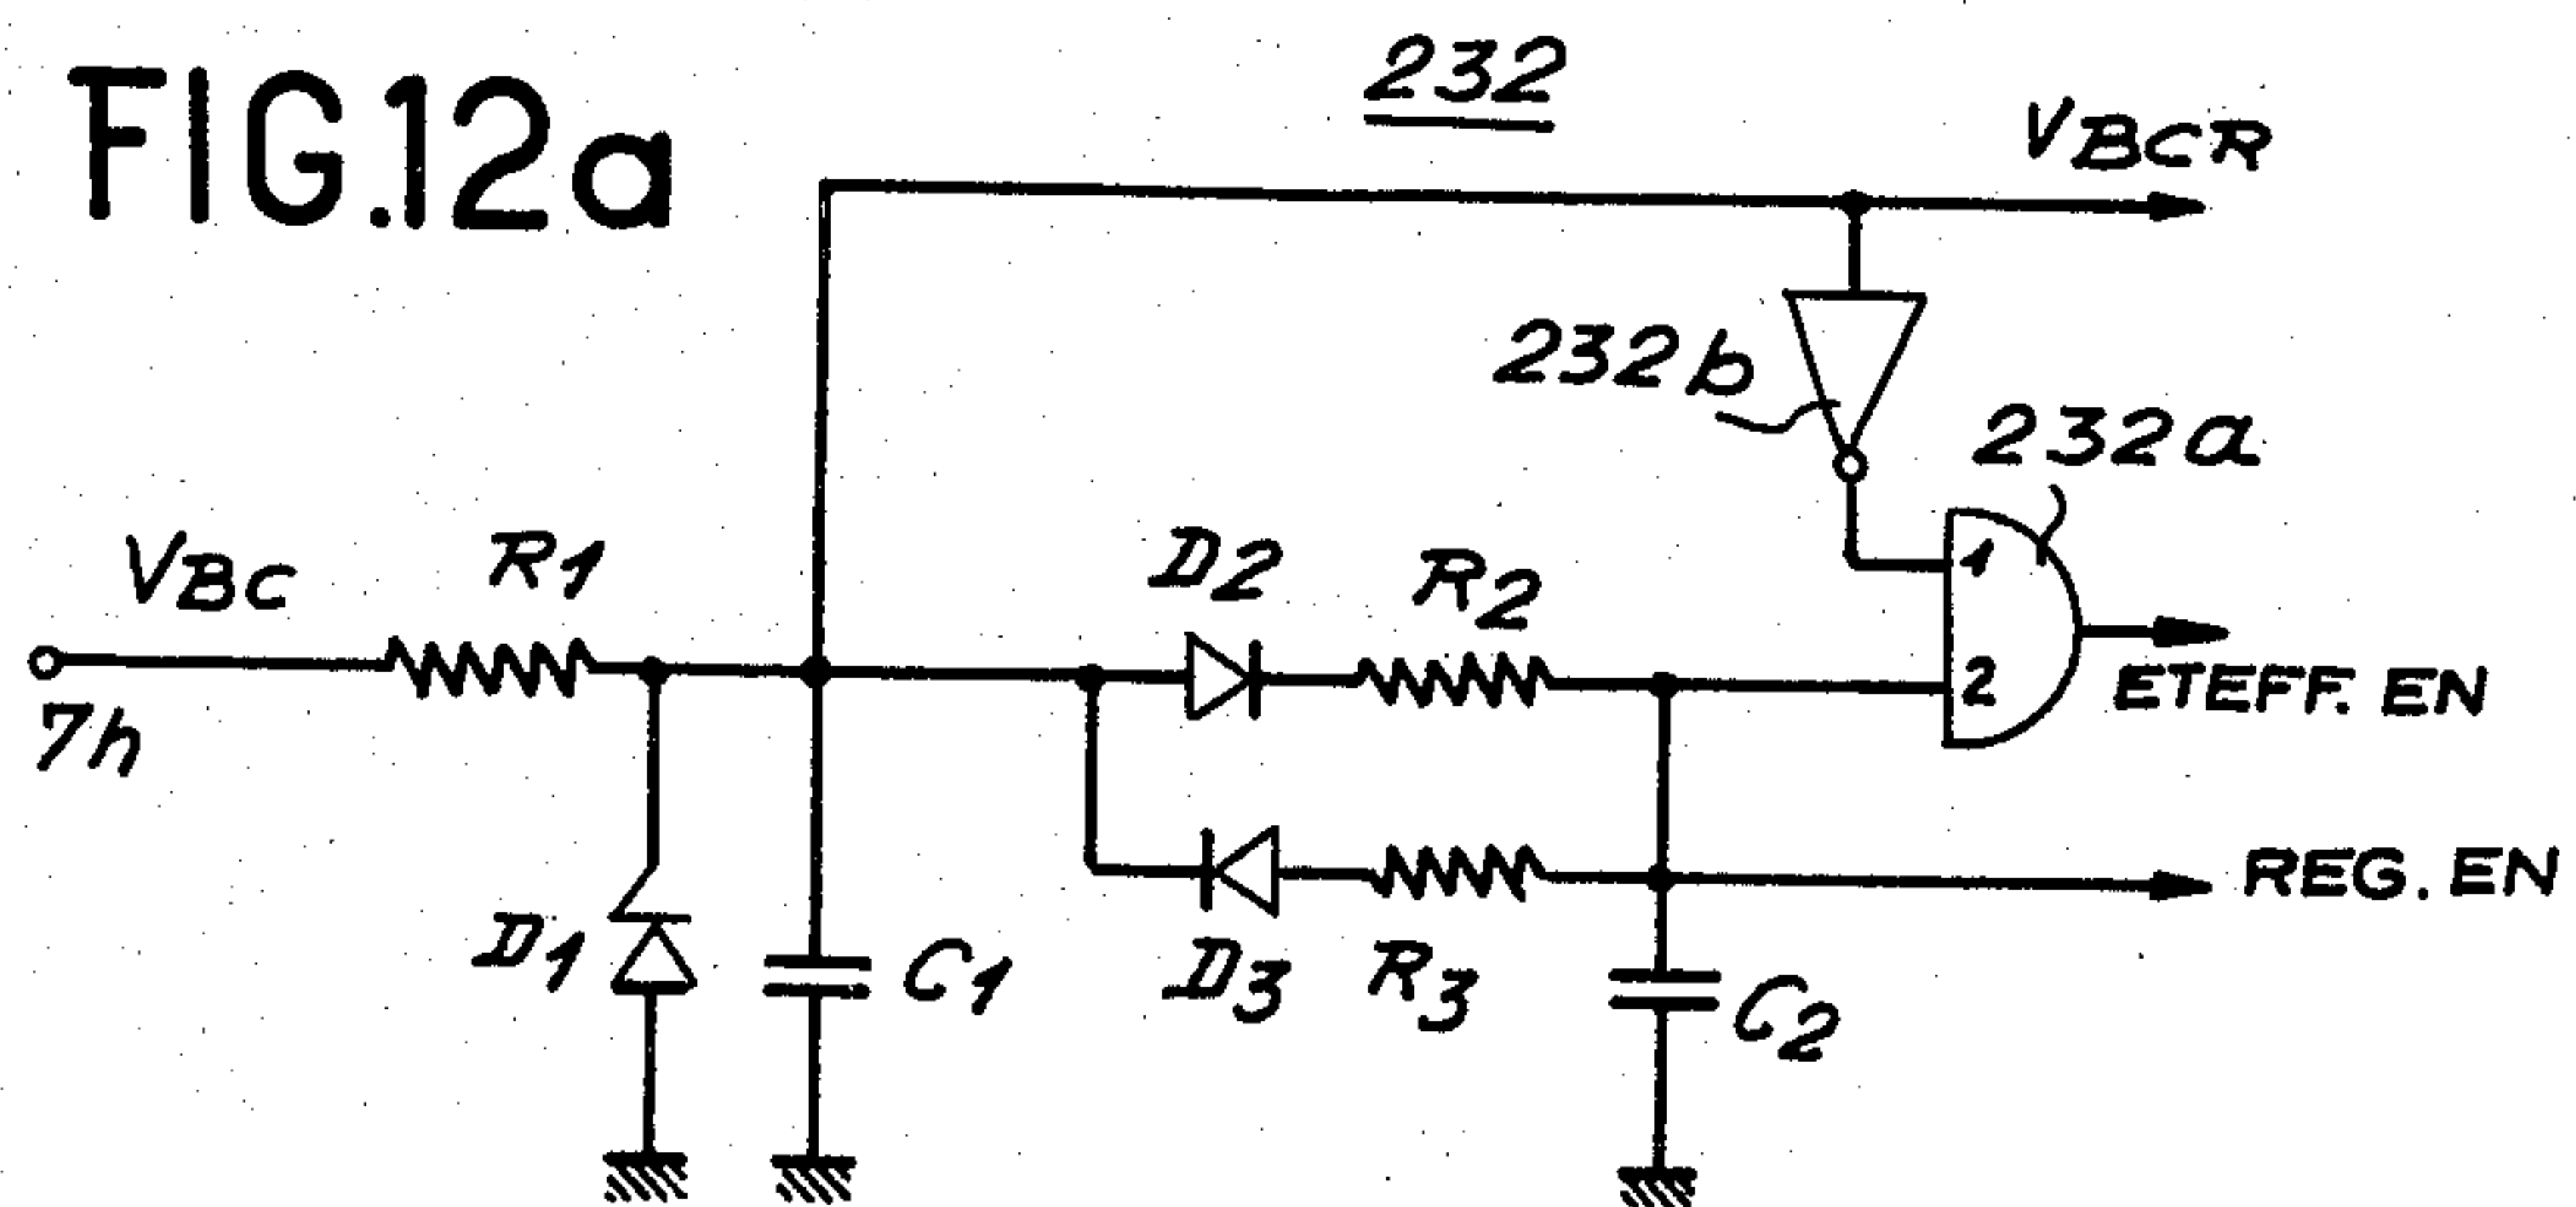 FIG.12a
232
VBCR
232b
232a
VBC
R1
D2
R2
1
2
ETEFF. EN
7h
REG. EN
D1
C1
D3
R3
C2